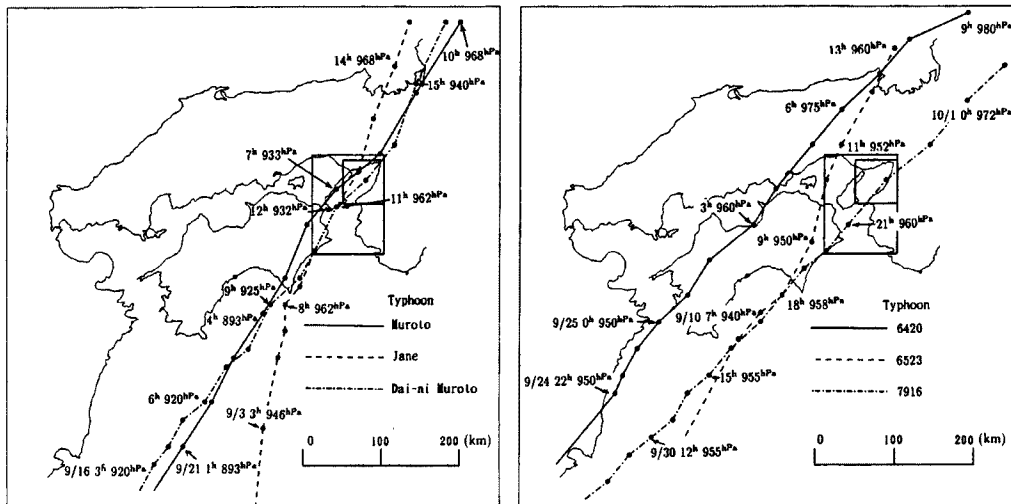 14h 968hPa
10h 968hPa
15h 940hPa
7h 933hPa
12h 932hPa
11h 962hPa
9h 925hPa
8h 962hPa
4h 893hPa
6h 920hPa
9/3 3h 946hPa
9/16 3h 920hPa
9/21 1h 893hPa
Typhoon
Muroto
Jane
Dai-ni Muroto
0 100 200 (km)
13h 960hPa
9h 980hPa
6h 975hPa
10/1 0h 972hPa
11h 952hPa
3h 960hPa
21h 960hPa
9h 950hPa
18h 958hPa
9/25 0h 950hPa
9/10 7h 940hPa
15h 955hPa
9/24 22h 950hPa
9/30 12h 955hPa
Typhoon
6420
6523
7916
0 100 200 (km)